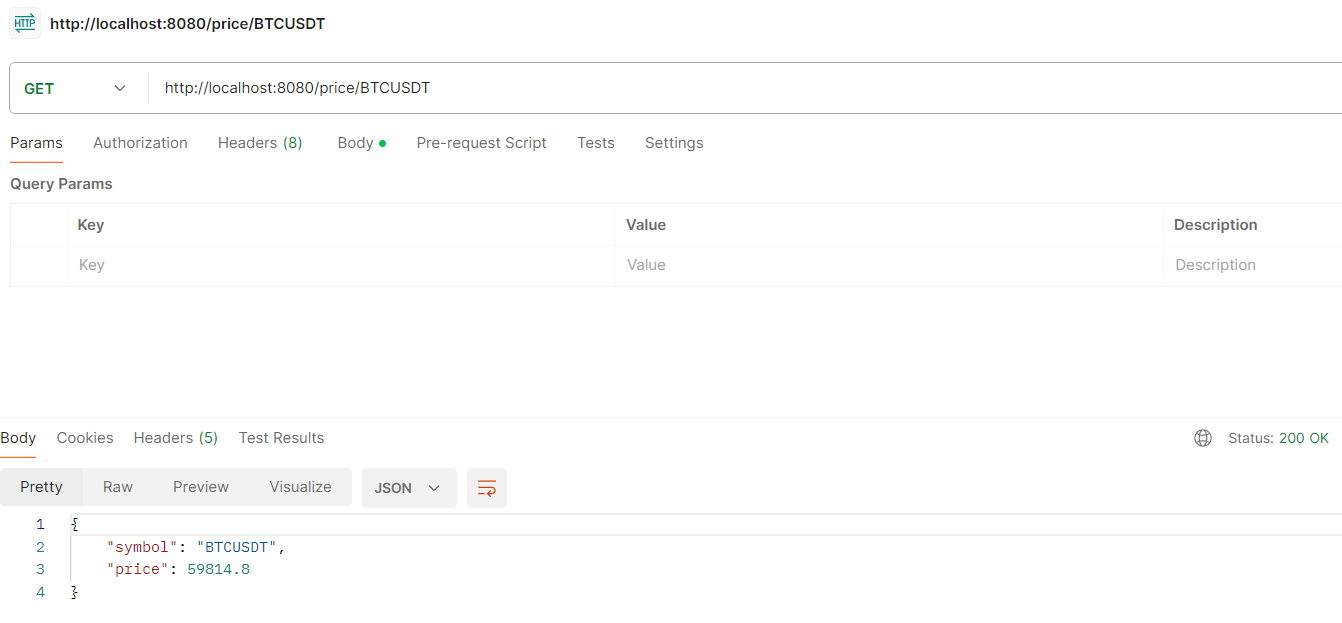 HTTP http://localhost:8080/price/BTCUSDT
GET http://localhost:8080/price/BTCUSDT
Params Authorization Headers (8) Body Pre-request Script Tests Settings
Query Params
Key Value Description
Key Value Description
Body Cookies Headers (5) Test Results Status: 200 OK
Pretty Raw Preview Visualize JSON
1 {
2 "symbol": "BTCUSDT",
3 "price": 59814.8
4 }